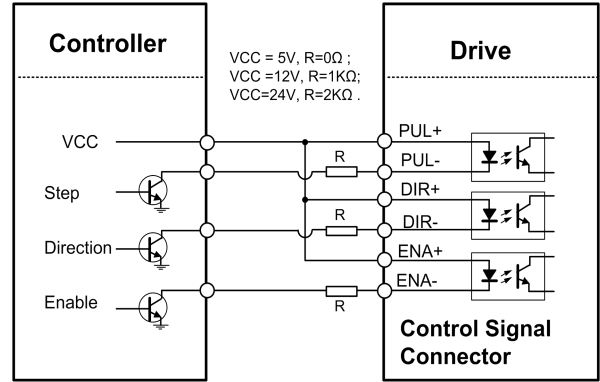 Controller
VCC = 5V, R=0Ω ;
VCC =12V, R=1KΩ;
VCC=24V, R=2KΩ .
Drive
VCC
PUL+
R
PUL-
Step
DIR+
R
DIR-
Direction
ENA+
ENA-
Enable
R
Control Signal
Connector